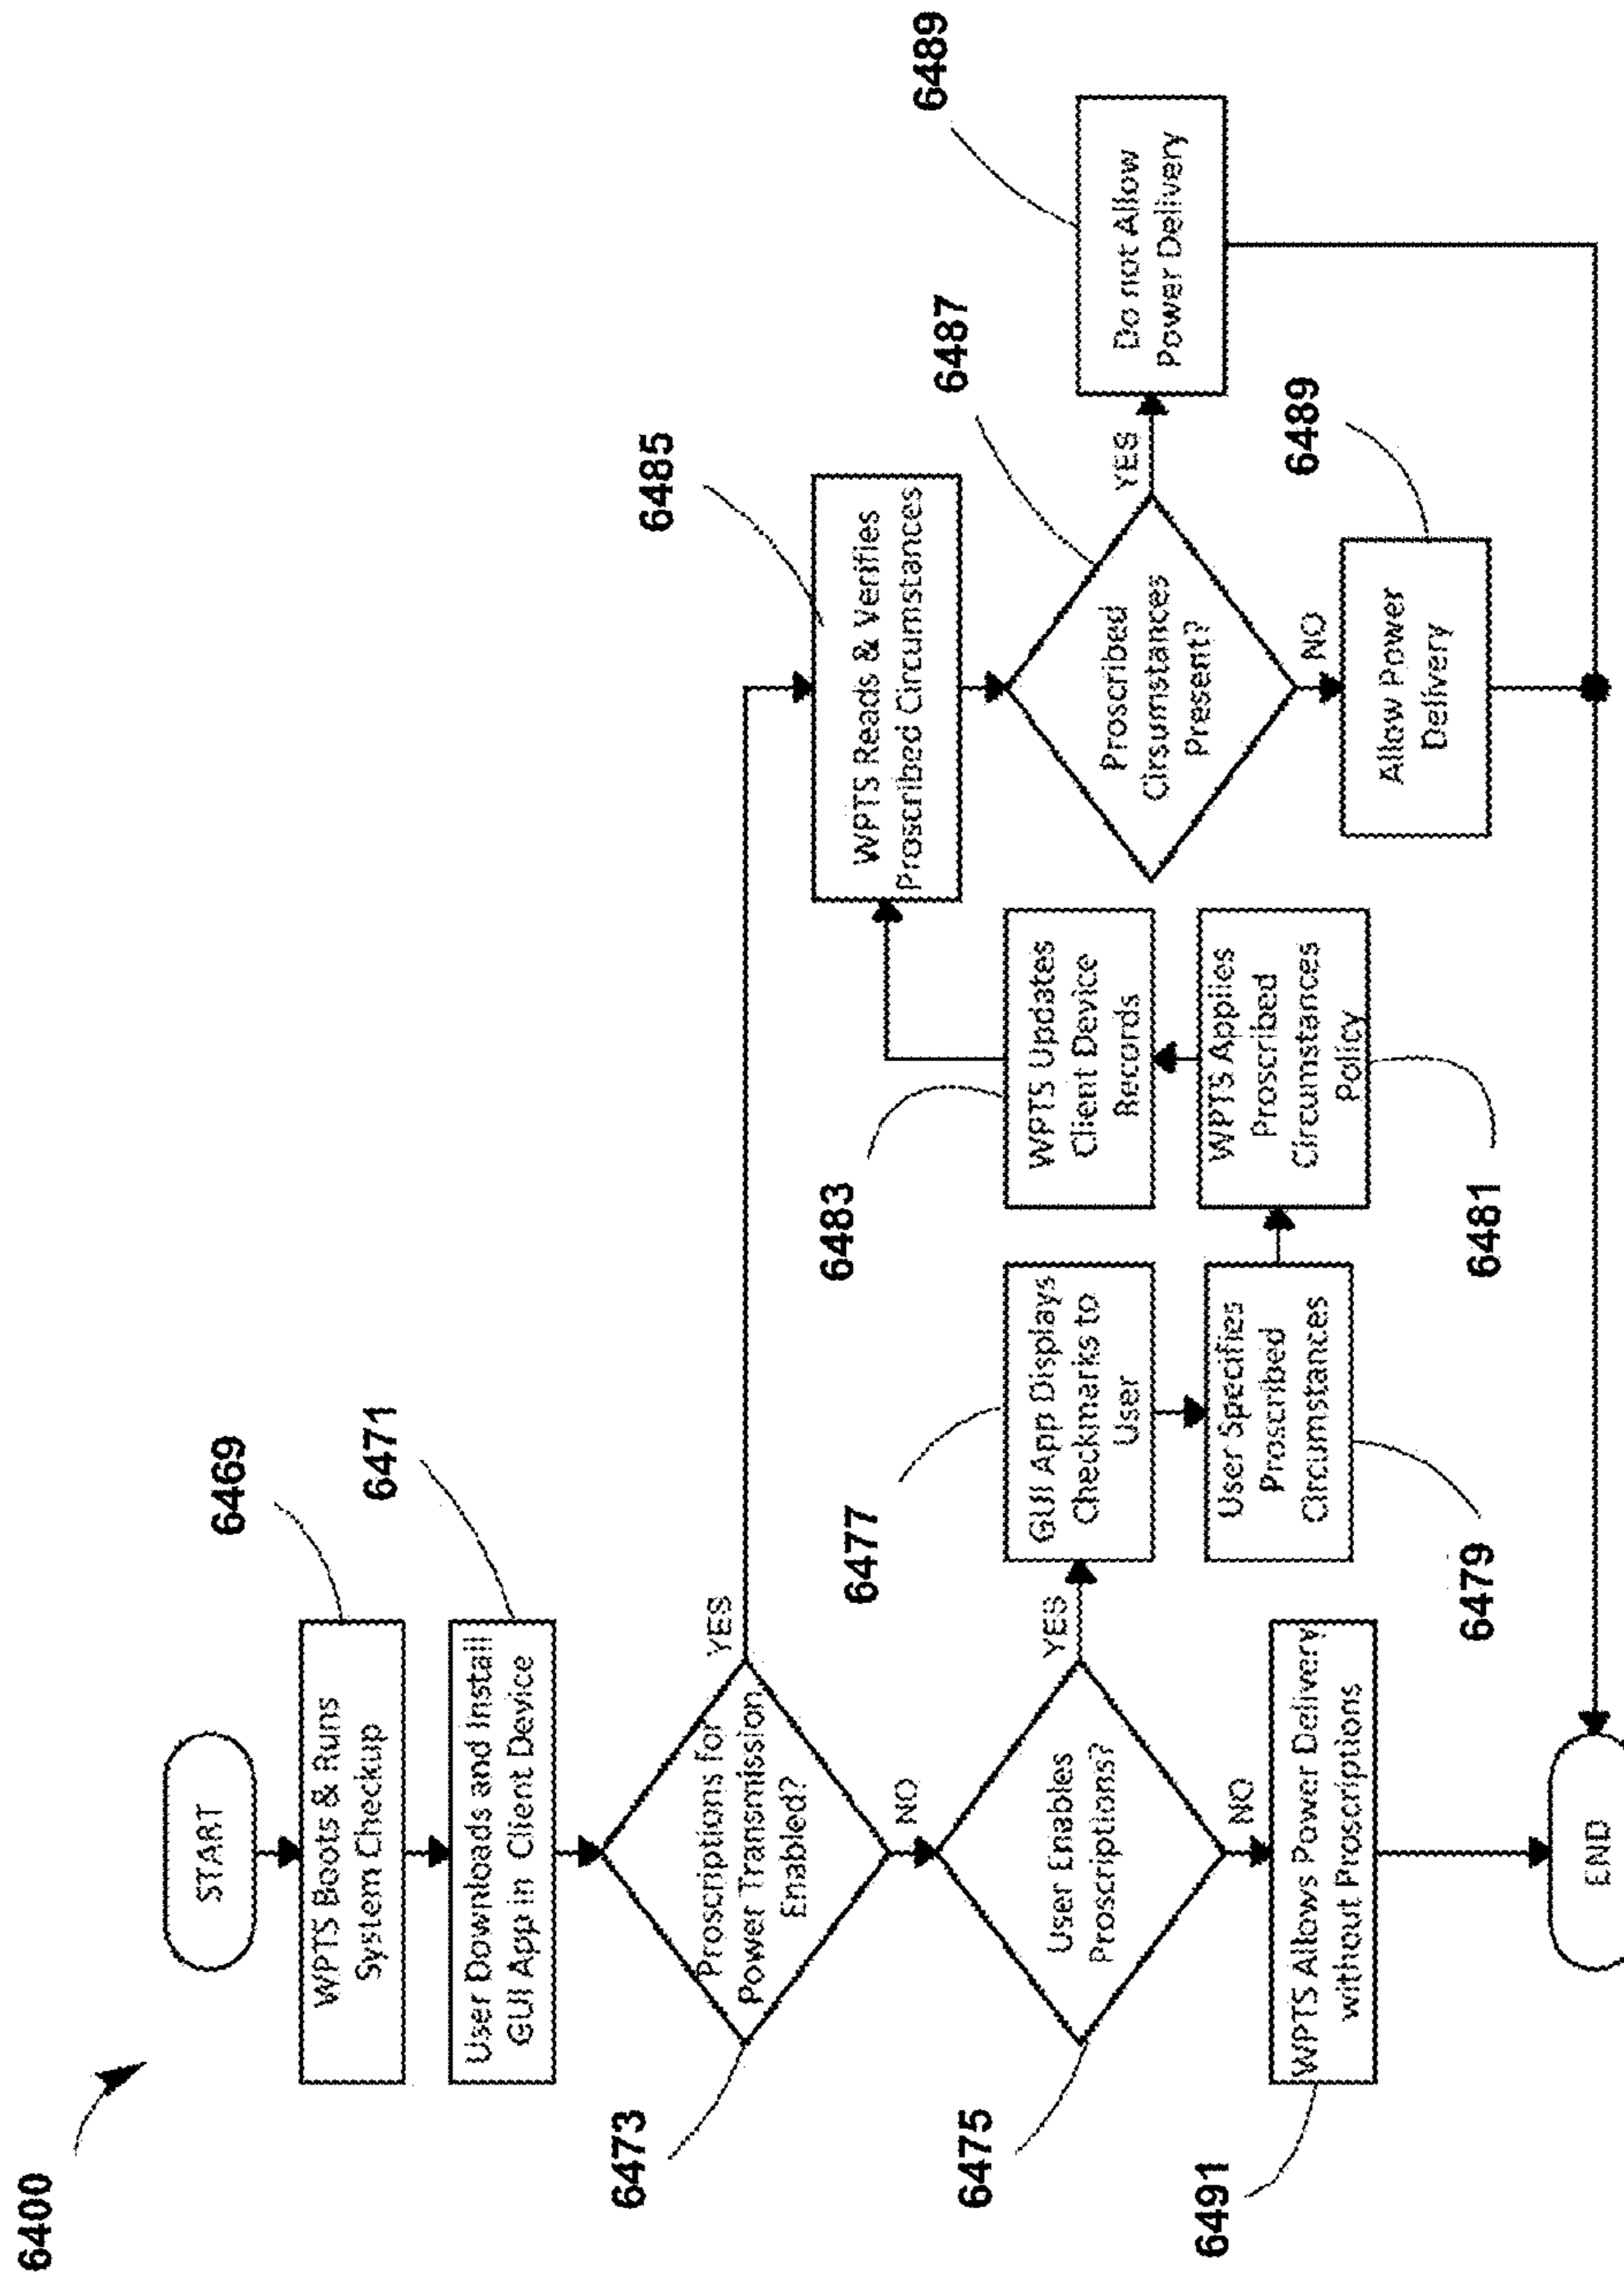 6400
START
WPTS Boots & Runs
System Checkup
6469
User Downloads and Install
GUI App in Client Device
6471
Proscriptions for
Power Transmission
Enabled?
6473
YES
NO
User Enables
Proscriptions?
6475
YES
NO
WPTS Allows Power Delivery
without Proscriptions
6491
GUI App Displays
Checkmarks to
User
6477
User Specifies
Proscribed
Circumstances
6479
WPTS Applies
Proscribed
Circumstances
Policy
6481
WPTS Updates
Client Device
Records
6483
WPTS Reads & Verifies
Proscribed Circumstances
6485
Proscribed
Cirsumstances
Present?
6487
YES
NO
Do not Allow
Power Delivery
6489
Allow Power
Delivery
6489
END